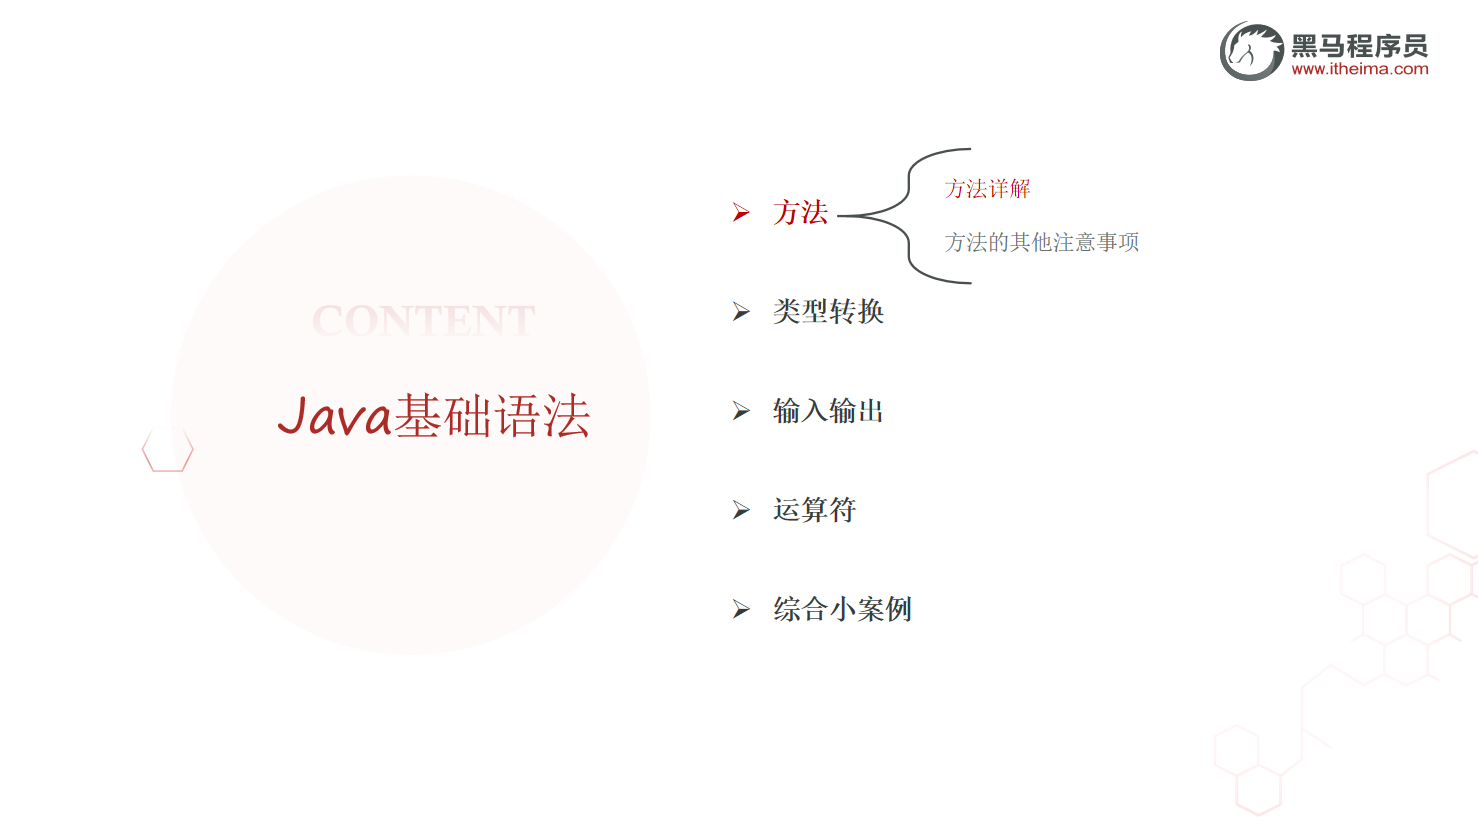 黑马程序员
www.itheima.com
CONTENT
Java基础语法
方法
方法详解
方法的其他注意事项
类型转换
输入输出
运算符
综合小案例